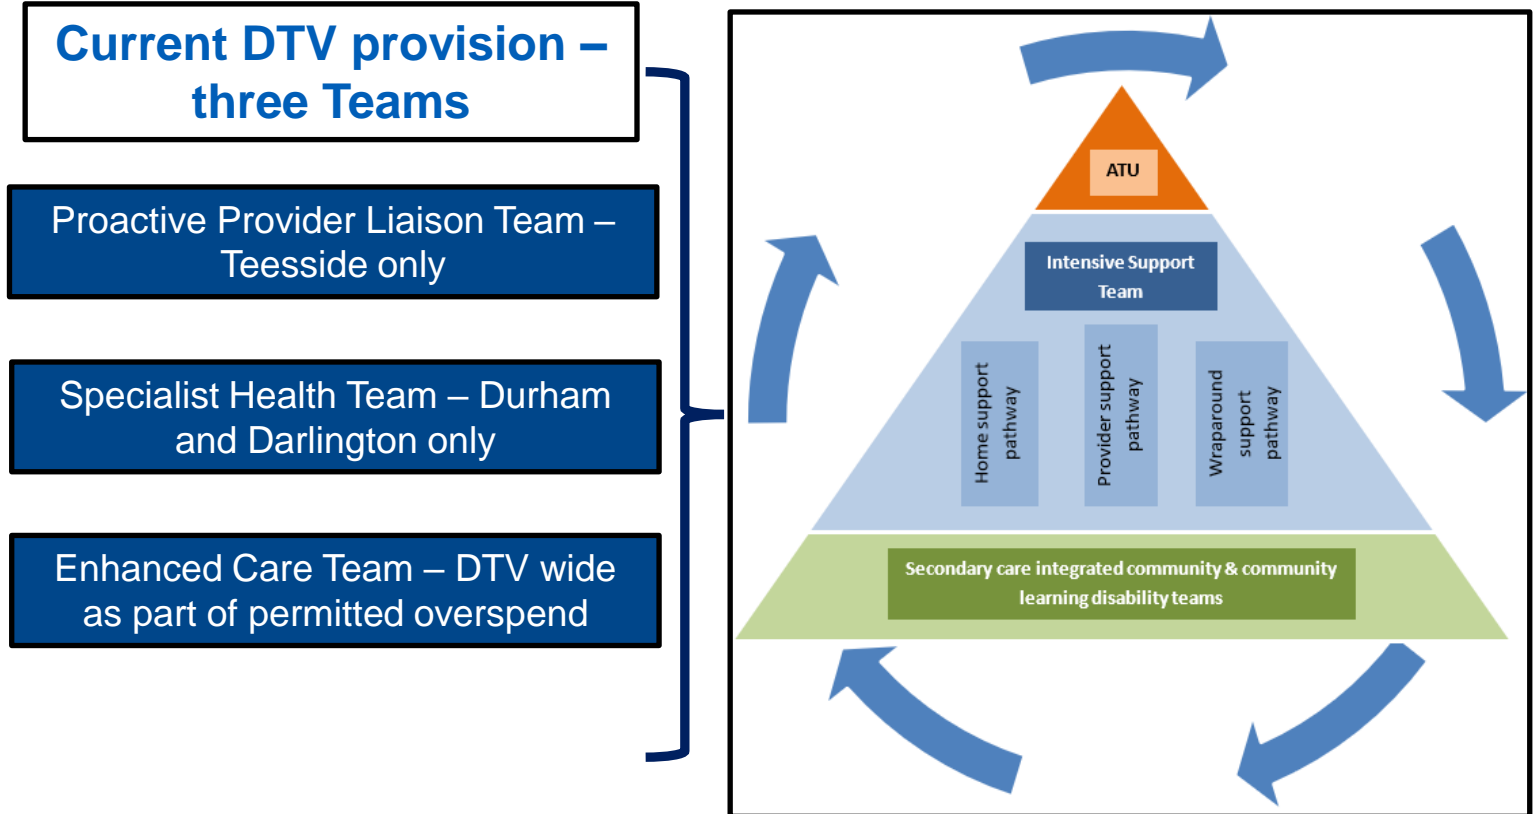 Current DTV provision –
three Teams
Proactive Provider Liaison Team –
Teesside only
Specialist Health Team – Durham
and Darlington only
Enhanced Care Team – DTV wide
as part of permitted overspend
ATU
Intensive Support
Team
Home support
pathway
Provider support
pathway
Wraparound
support
pathway
Secondary care integrated community & community
learning disability teams